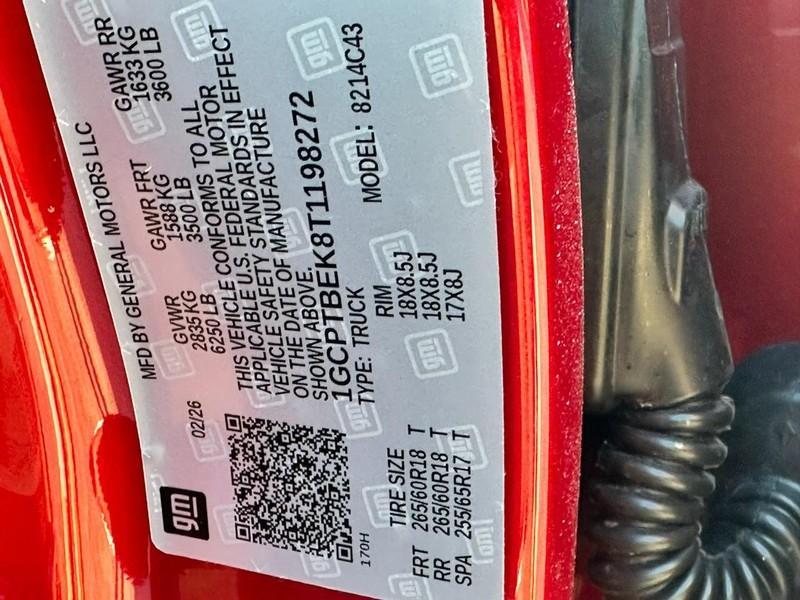 gm
02/26
MFD BY GENERAL MOTORS LLC
GVWR GAWR FRT GAWR RR
2835 KG 1588 KG 1633 KG
6250 LB 3500 LB 3600 LB
THIS VEHICLE CONFORMS TO ALL
APPLICABLE U.S. FEDERAL MOTOR
VEHICLE SAFETY STANDARDS IN EFFECT
ON THE DATE OF MANUFACTURE
SHOWN ABOVE.
1GCPTBEK8T1198272
TYPE: TRUCK MODEL: 8214C43
170H
TIRE SIZE RIM
FRT 265/60R18 T 18X8.5J
RR 265/60R18 T 18X8.5J
SPA 255/65R17 T 17X8J